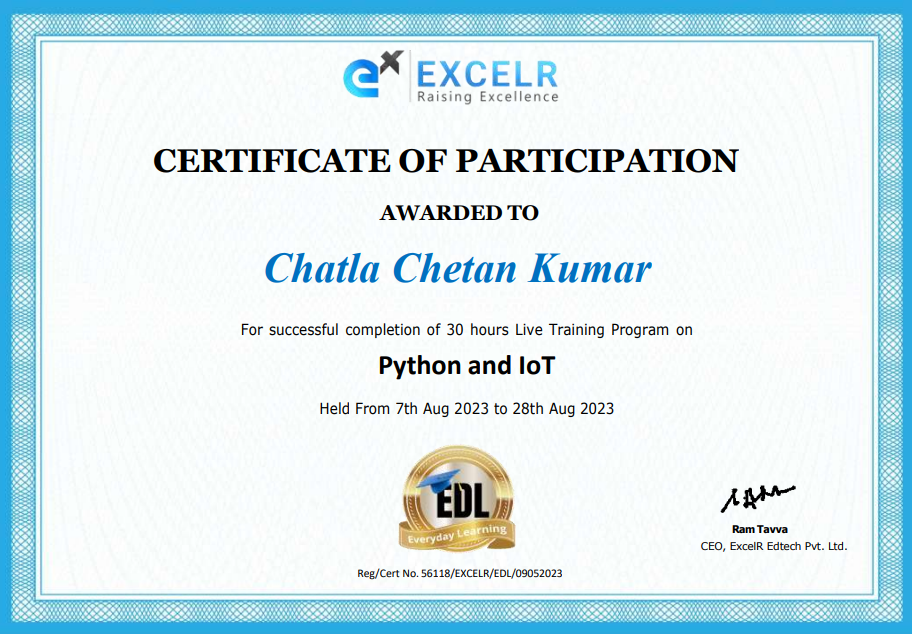 eX EXCELR
Raising Excellence
CERTIFICATE OF PARTICIPATION
AWARDED TO
Chatla Chetan Kumar
For successful completion of 30 hours Live Training Program on
Python and IoT
Held From 7th Aug 2023 to 28th Aug 2023
EDL
Everyday Learning
Ram Tavva
CEO, ExcelR Edtech Pvt. Ltd.
Reg/Cert No. 56118/EXCELR/EDL/09052023